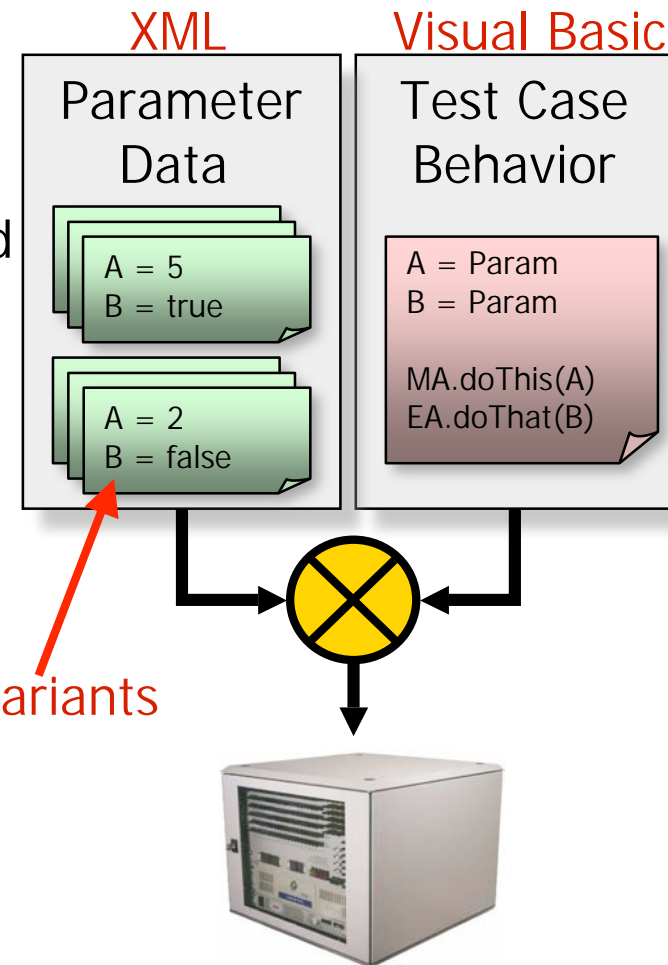 XML
Visual Basic
Parameter
Data
Test Case
Behavior
d
A = 5
B = true
A = 2
B = false
A = Param
B = Param
MA.doThis(A)
EA.doThat(B)
ariants